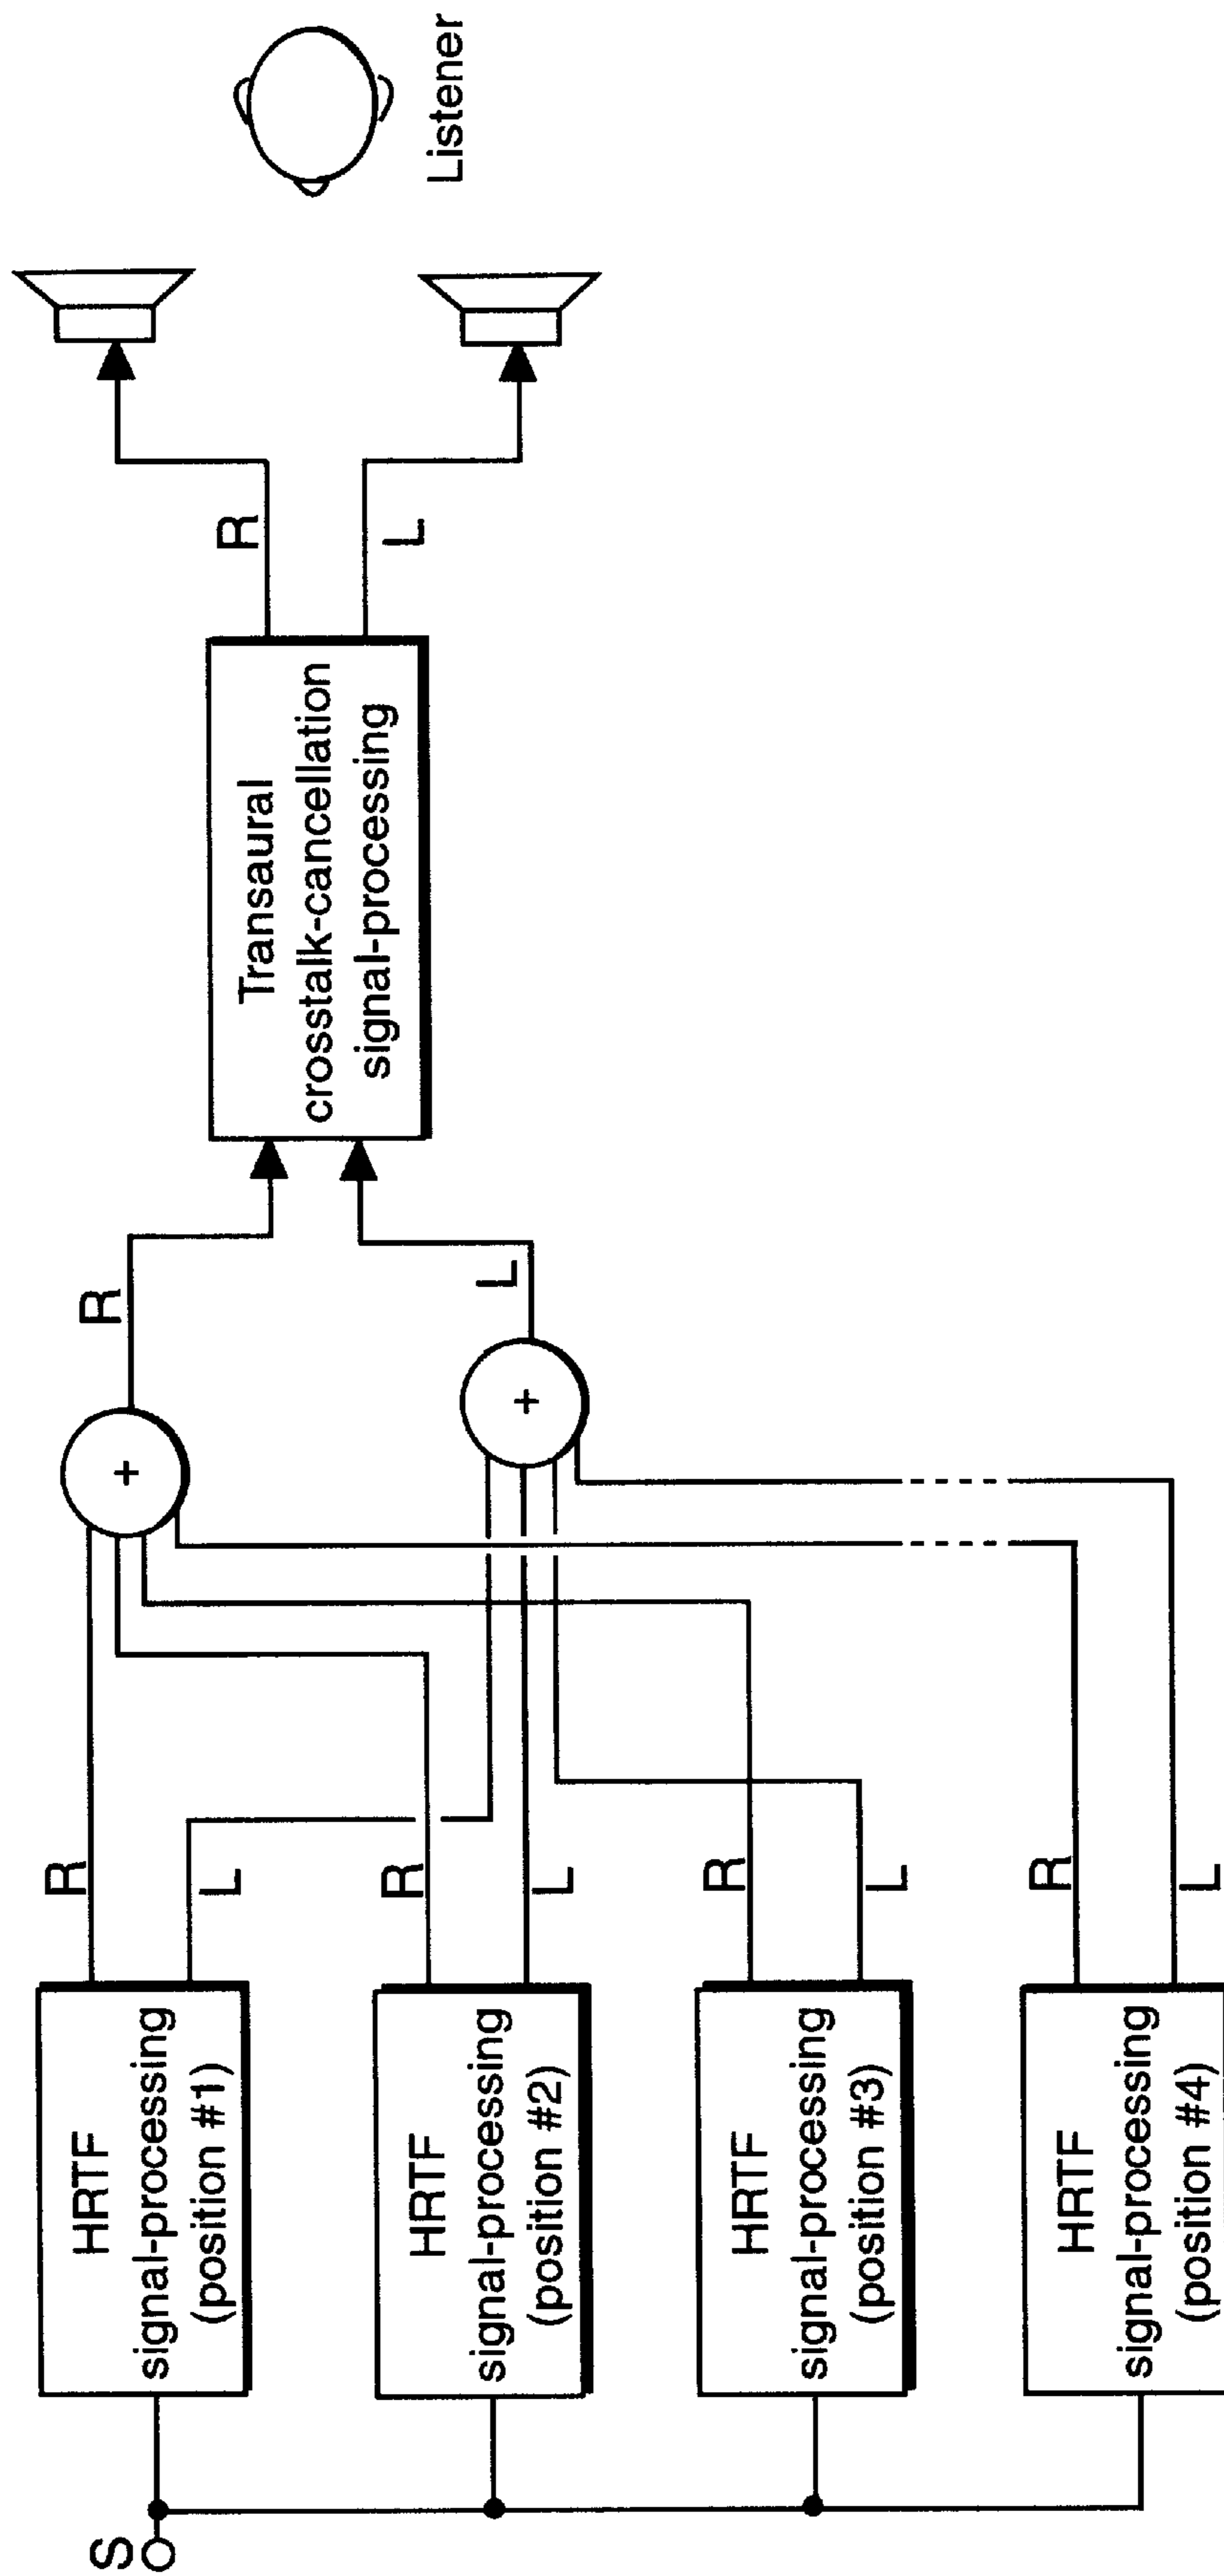 S
HRTF
signal-processing
(position #1)
R
L
HRTF
signal-processing
(position #2)
R
L
HRTF
signal-processing
(position #3)
R
L
HRTF
signal-processing
(position #4)
R
L
+
R
+
L
Transaural
crosstalk-cancellation
signal-processing
R
L
Listener